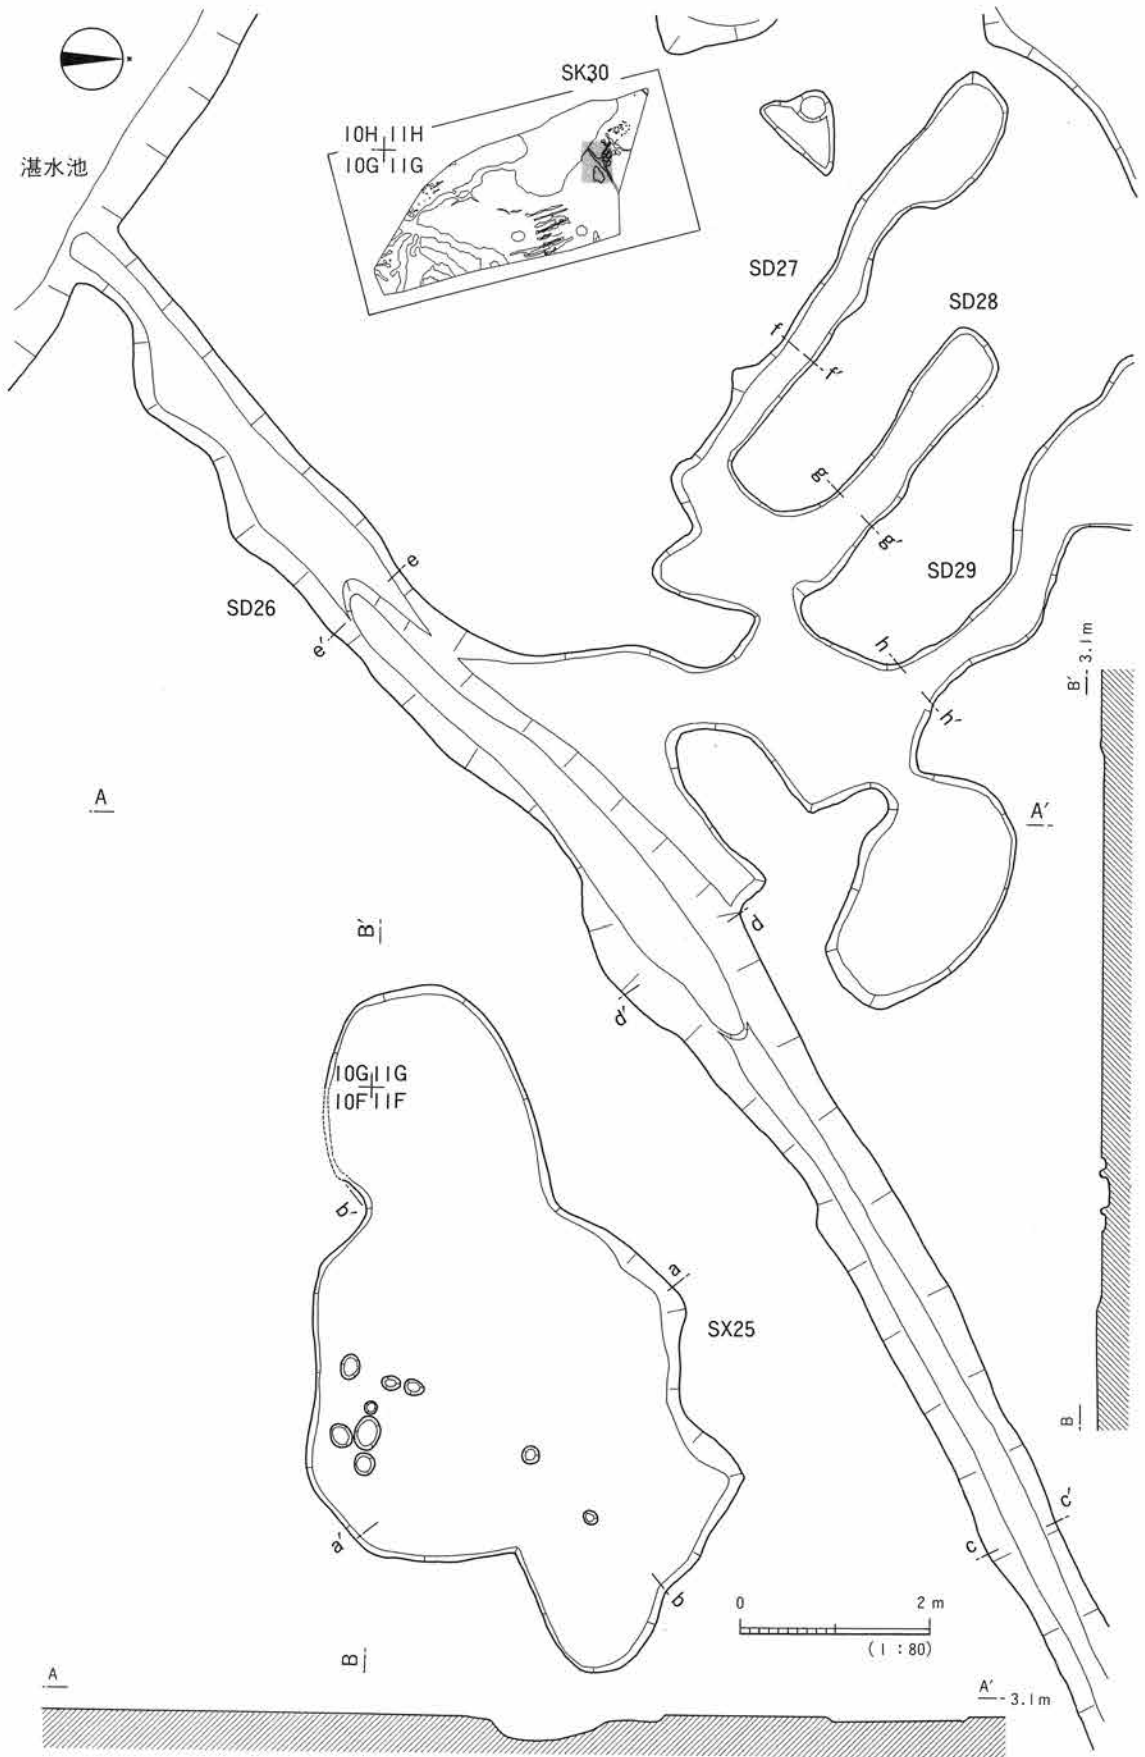 湛水池
SK30
10H 11H
10G 11G
SD27
SD28
f
f'
g
g'
SD29
e
SD26
e'
h
h'
B'
3.1m
A
A'
d
B'
d'
10G 11G
10F 11F
b'
a
SX25
B
c'
a'
c
b
0 2m
(1:80)
B
A
A'
3.1m